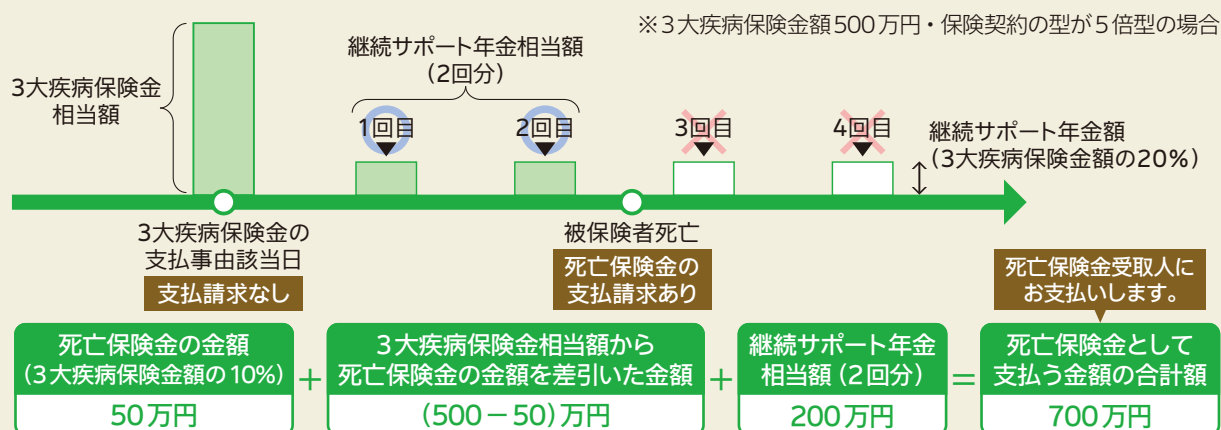 ※3大疾病保険金額500万円・保険契約の型が5倍型の場合
3大疾病保険金
相当額
継続サポート年金相当額
（2回分）
1回目
2回目
3回目
4回目
継続サポート年金額
（3大疾病保険金額の20％）
3大疾病保険金の
支払事由該当日
支払請求なし
被保険者死亡
死亡保険金の
支払請求あり
死亡保険金受取人に
お支払いします。
死亡保険金の金額
（3大疾病保険金額の10%）
50万円
+
3大疾病保険金相当額から
死亡保険金の金額を差引いた金額
（500－50）万円
+
継続サポート年金
相当額（2回分）
200万円
=
死亡保険金として
支払う金額の合計額
700万円